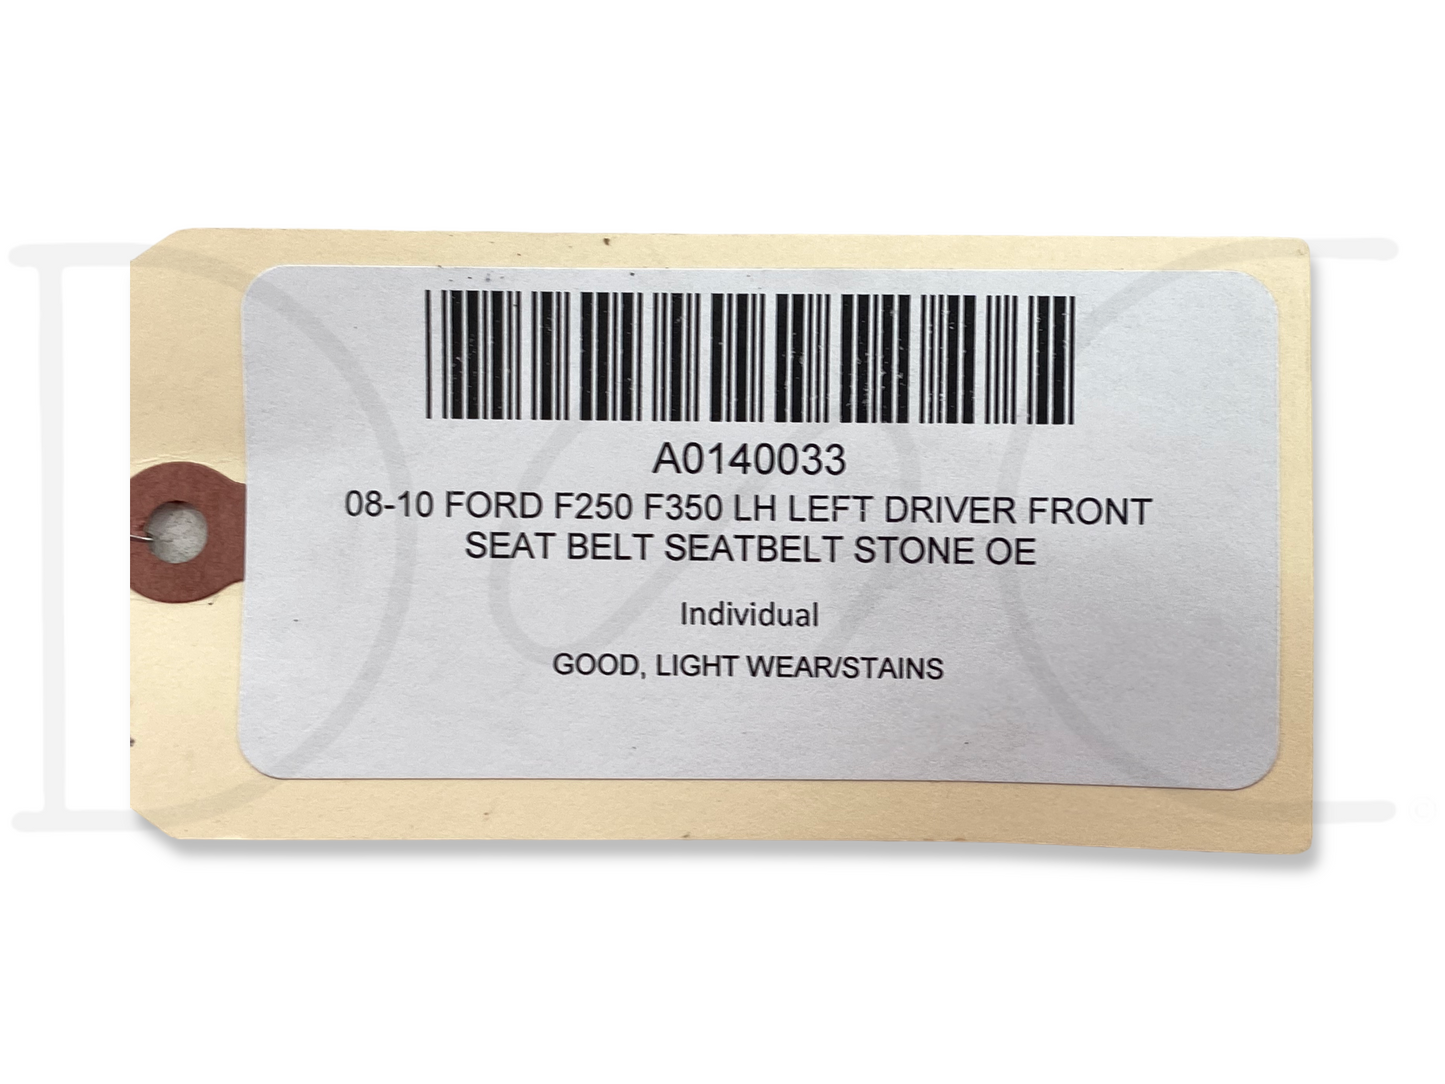 A0140033
08-10 FORD F250 F350 LH LEFT DRIVER FRONT
SEAT BELT SEATBELT STONE OE
Individual
GOOD, LIGHT WEAR/STAINS